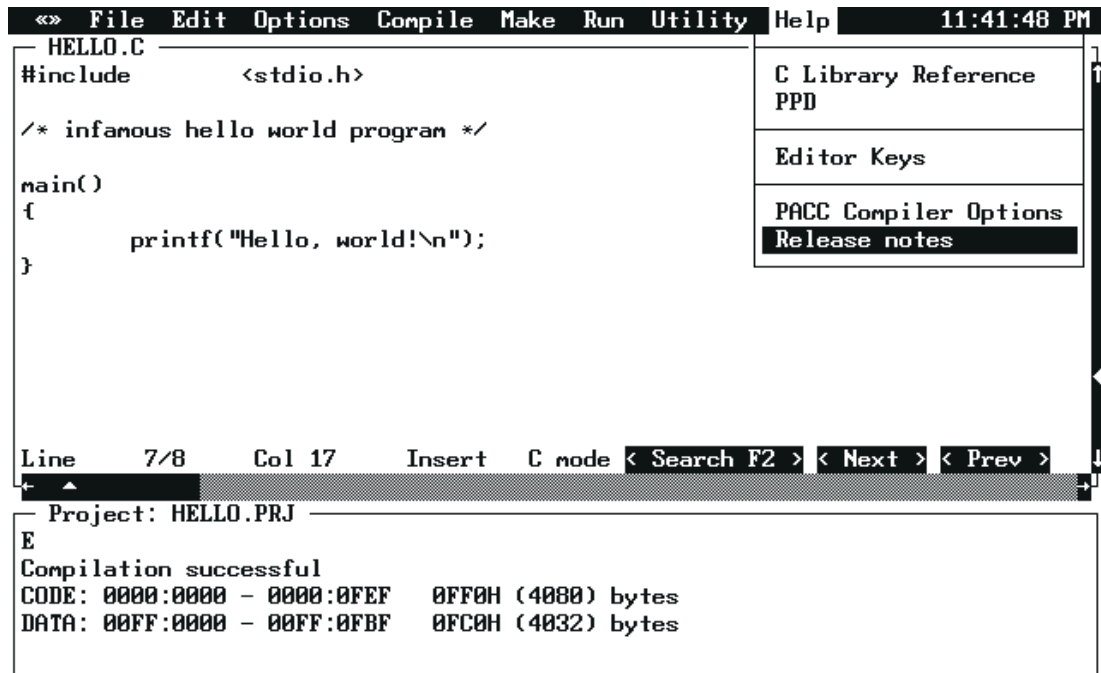 «» File Edit Options Compile Make Run Utility Help 11:41:48 PM
HELLO.C
#include <stdio.h>
/* infamous hello world program */
main()
{
printf("Hello, world!\n");
}
C Library Reference
PPD
Editor Keys
PACC Compiler Options
Release notes
Line 7/8 Col 17 Insert C mode < Search F2 > < Next > < Prev >
Project: HELLO.PRJ
E
Compilation successful
CODE: 0000:0000 - 0000:0FEF 0FF0H (4080) bytes
DATA: 00FF:0000 - 00FF:0FBF 0FC0H (4032) bytes